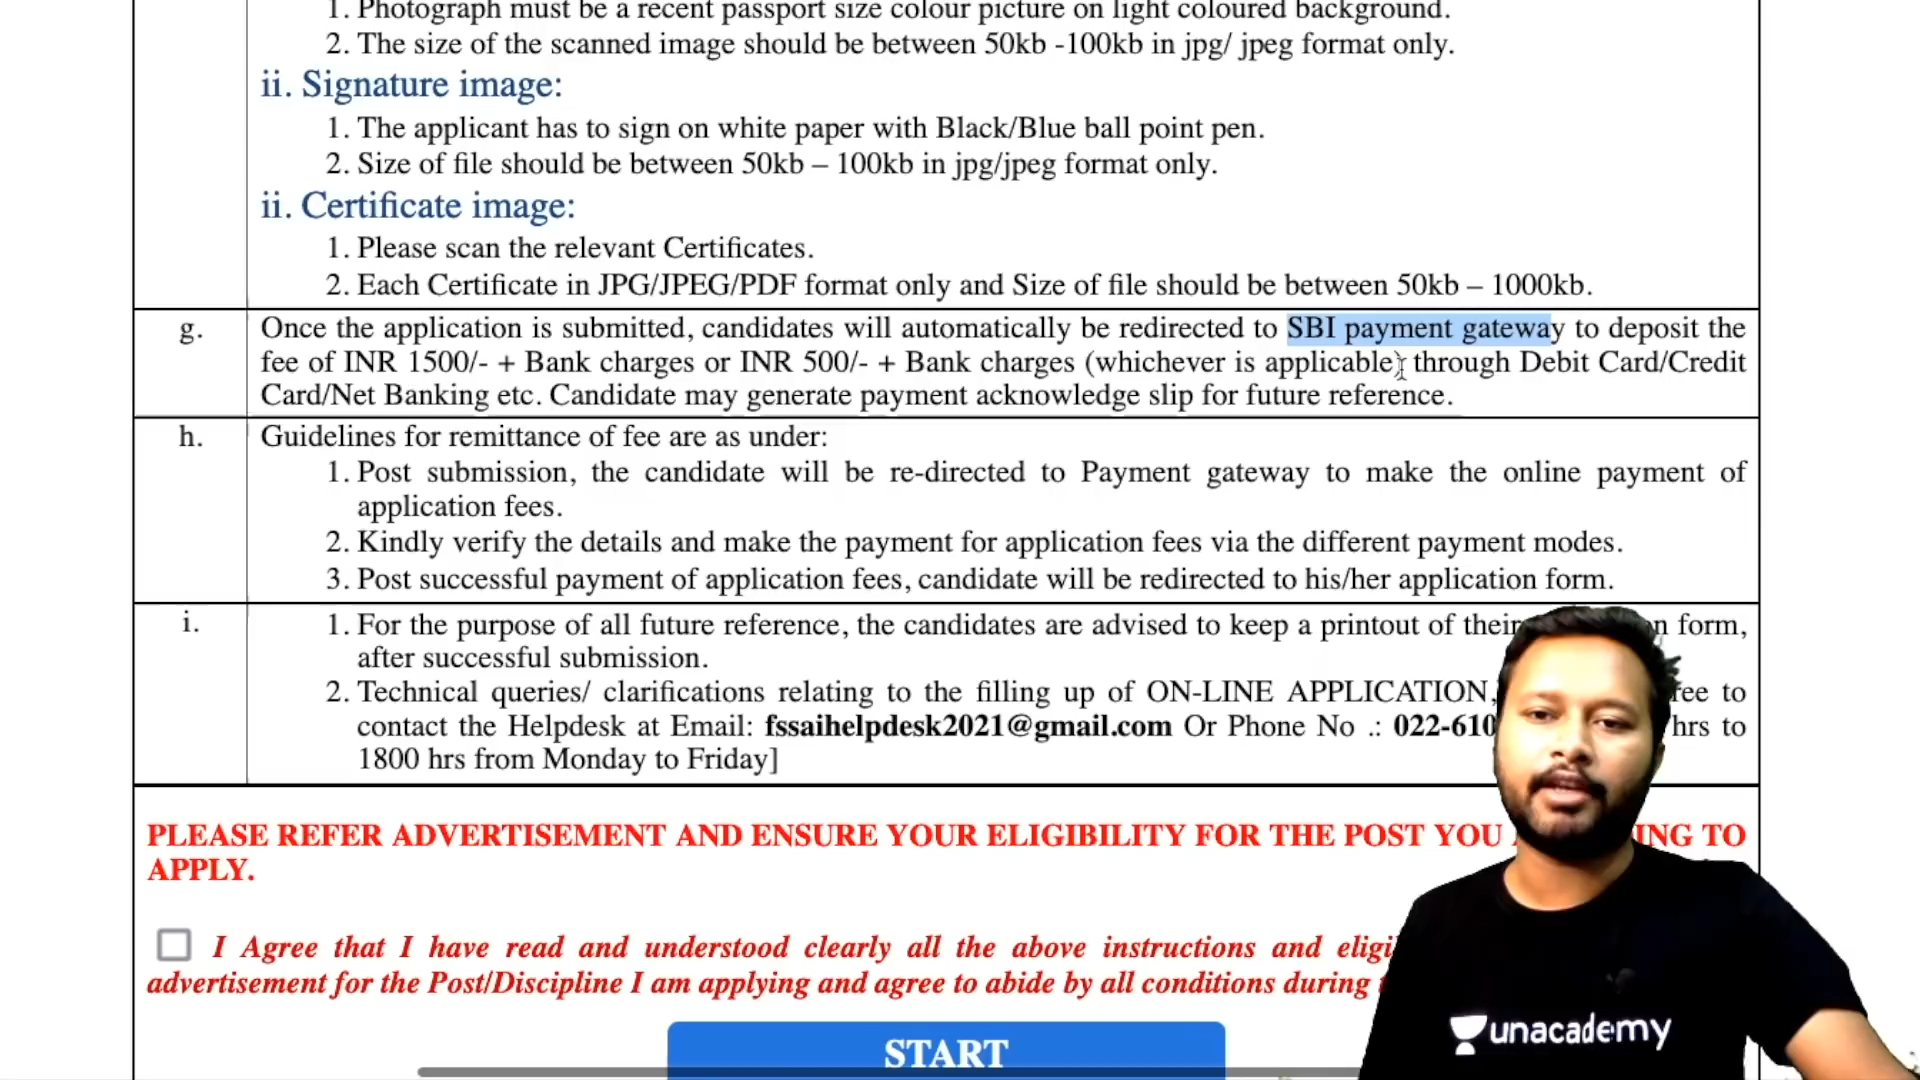 1. Photograph must be a recent passport size colour picture on light coloured background.
2. The size of the scanned image should be between 50kb -100kb in jpg/ jpeg format only.
ii. Signature image:
1. The applicant has to sign on white paper with Black/Blue ball point pen.
2. Size of file should be between 50kb – 100kb in jpg/jpeg format only.
ii. Certificate image:
1. Please scan the relevant Certificates.
2. Each Certificate in JPG/JPEG/PDF format only and Size of file should be between 50kb – 1000kb.
g. Once the application is submitted, candidates will automatically be redirected to SBI payment gateway to deposit the
fee of INR 1500/- + Bank charges or INR 500/- + Bank charges (whichever is applicable) through Debit Card/Credit
Card/Net Banking etc. Candidate may generate payment acknowledge slip for future reference.
h. Guidelines for remittance of fee are as under:
1. Post submission, the candidate will be re-directed to Payment gateway to make the online payment of
application fees.
2. Kindly verify the details and make the payment for application fees via the different payment modes.
3. Post successful payment of application fees, candidate will be redirected to his/her application form.
i. 1. For the purpose of all future reference, the candidates are advised to keep a printout of their n form,
after successful submission.
2. Technical queries/ clarifications relating to the filling up of ON-LINE APPLICATION, ee to
contact the Helpdesk at Email: fssaihelpdesk2021@gmail.com Or Phone No .: 022-610 hrs to
1800 hrs from Monday to Friday]
PLEASE REFER ADVERTISEMENT AND ENSURE YOUR ELIGIBILITY FOR THE POST YOU ING TO
APPLY.
I Agree that I have read and understood clearly all the above instructions and eligi
advertisement for the Post/Discipline I am applying and agree to abide by all conditions during
START
unacademy